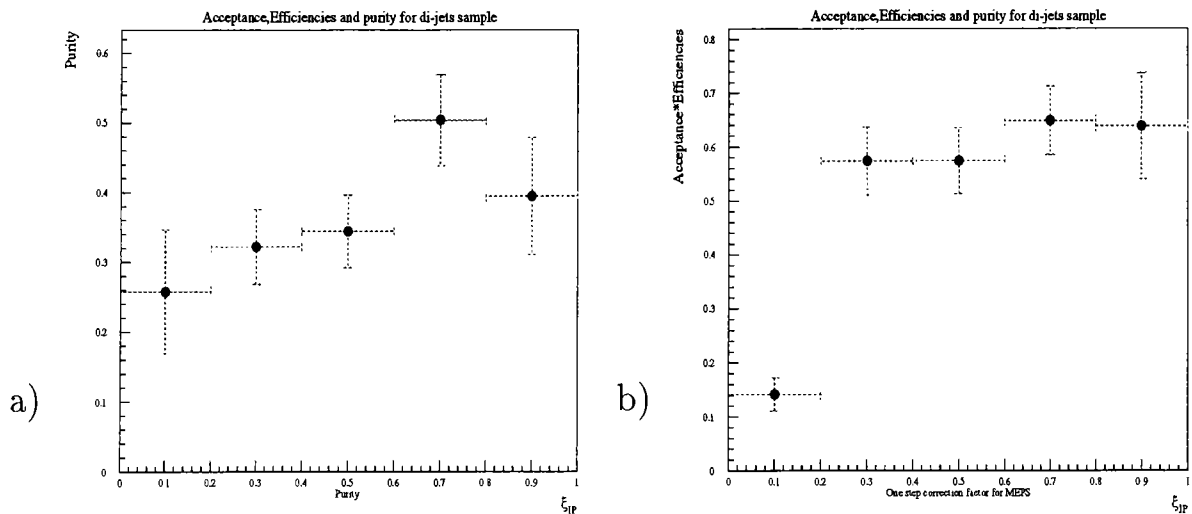 Acceptance,Efficiencies and purity for di-jets sample
Purity
0.6
0.5
0.4
0.3
0.2
0.1
0
0 0.1 0.2 0.3 0.4 0.5 0.6 0.7 0.8 0.9 1
Purity
ξIP
a)
Acceptance,Efficiencies and purity for di-jets sample
Acceptance*Efficiencies
0.8
0.7
0.6
0.5
0.4
0.3
0.2
0.1
0
0 0.1 0.2 0.3 0.4 0.5 0.6 0.7 0.8 0.9 1
One step correction factor for MEPS
ξIP
b)